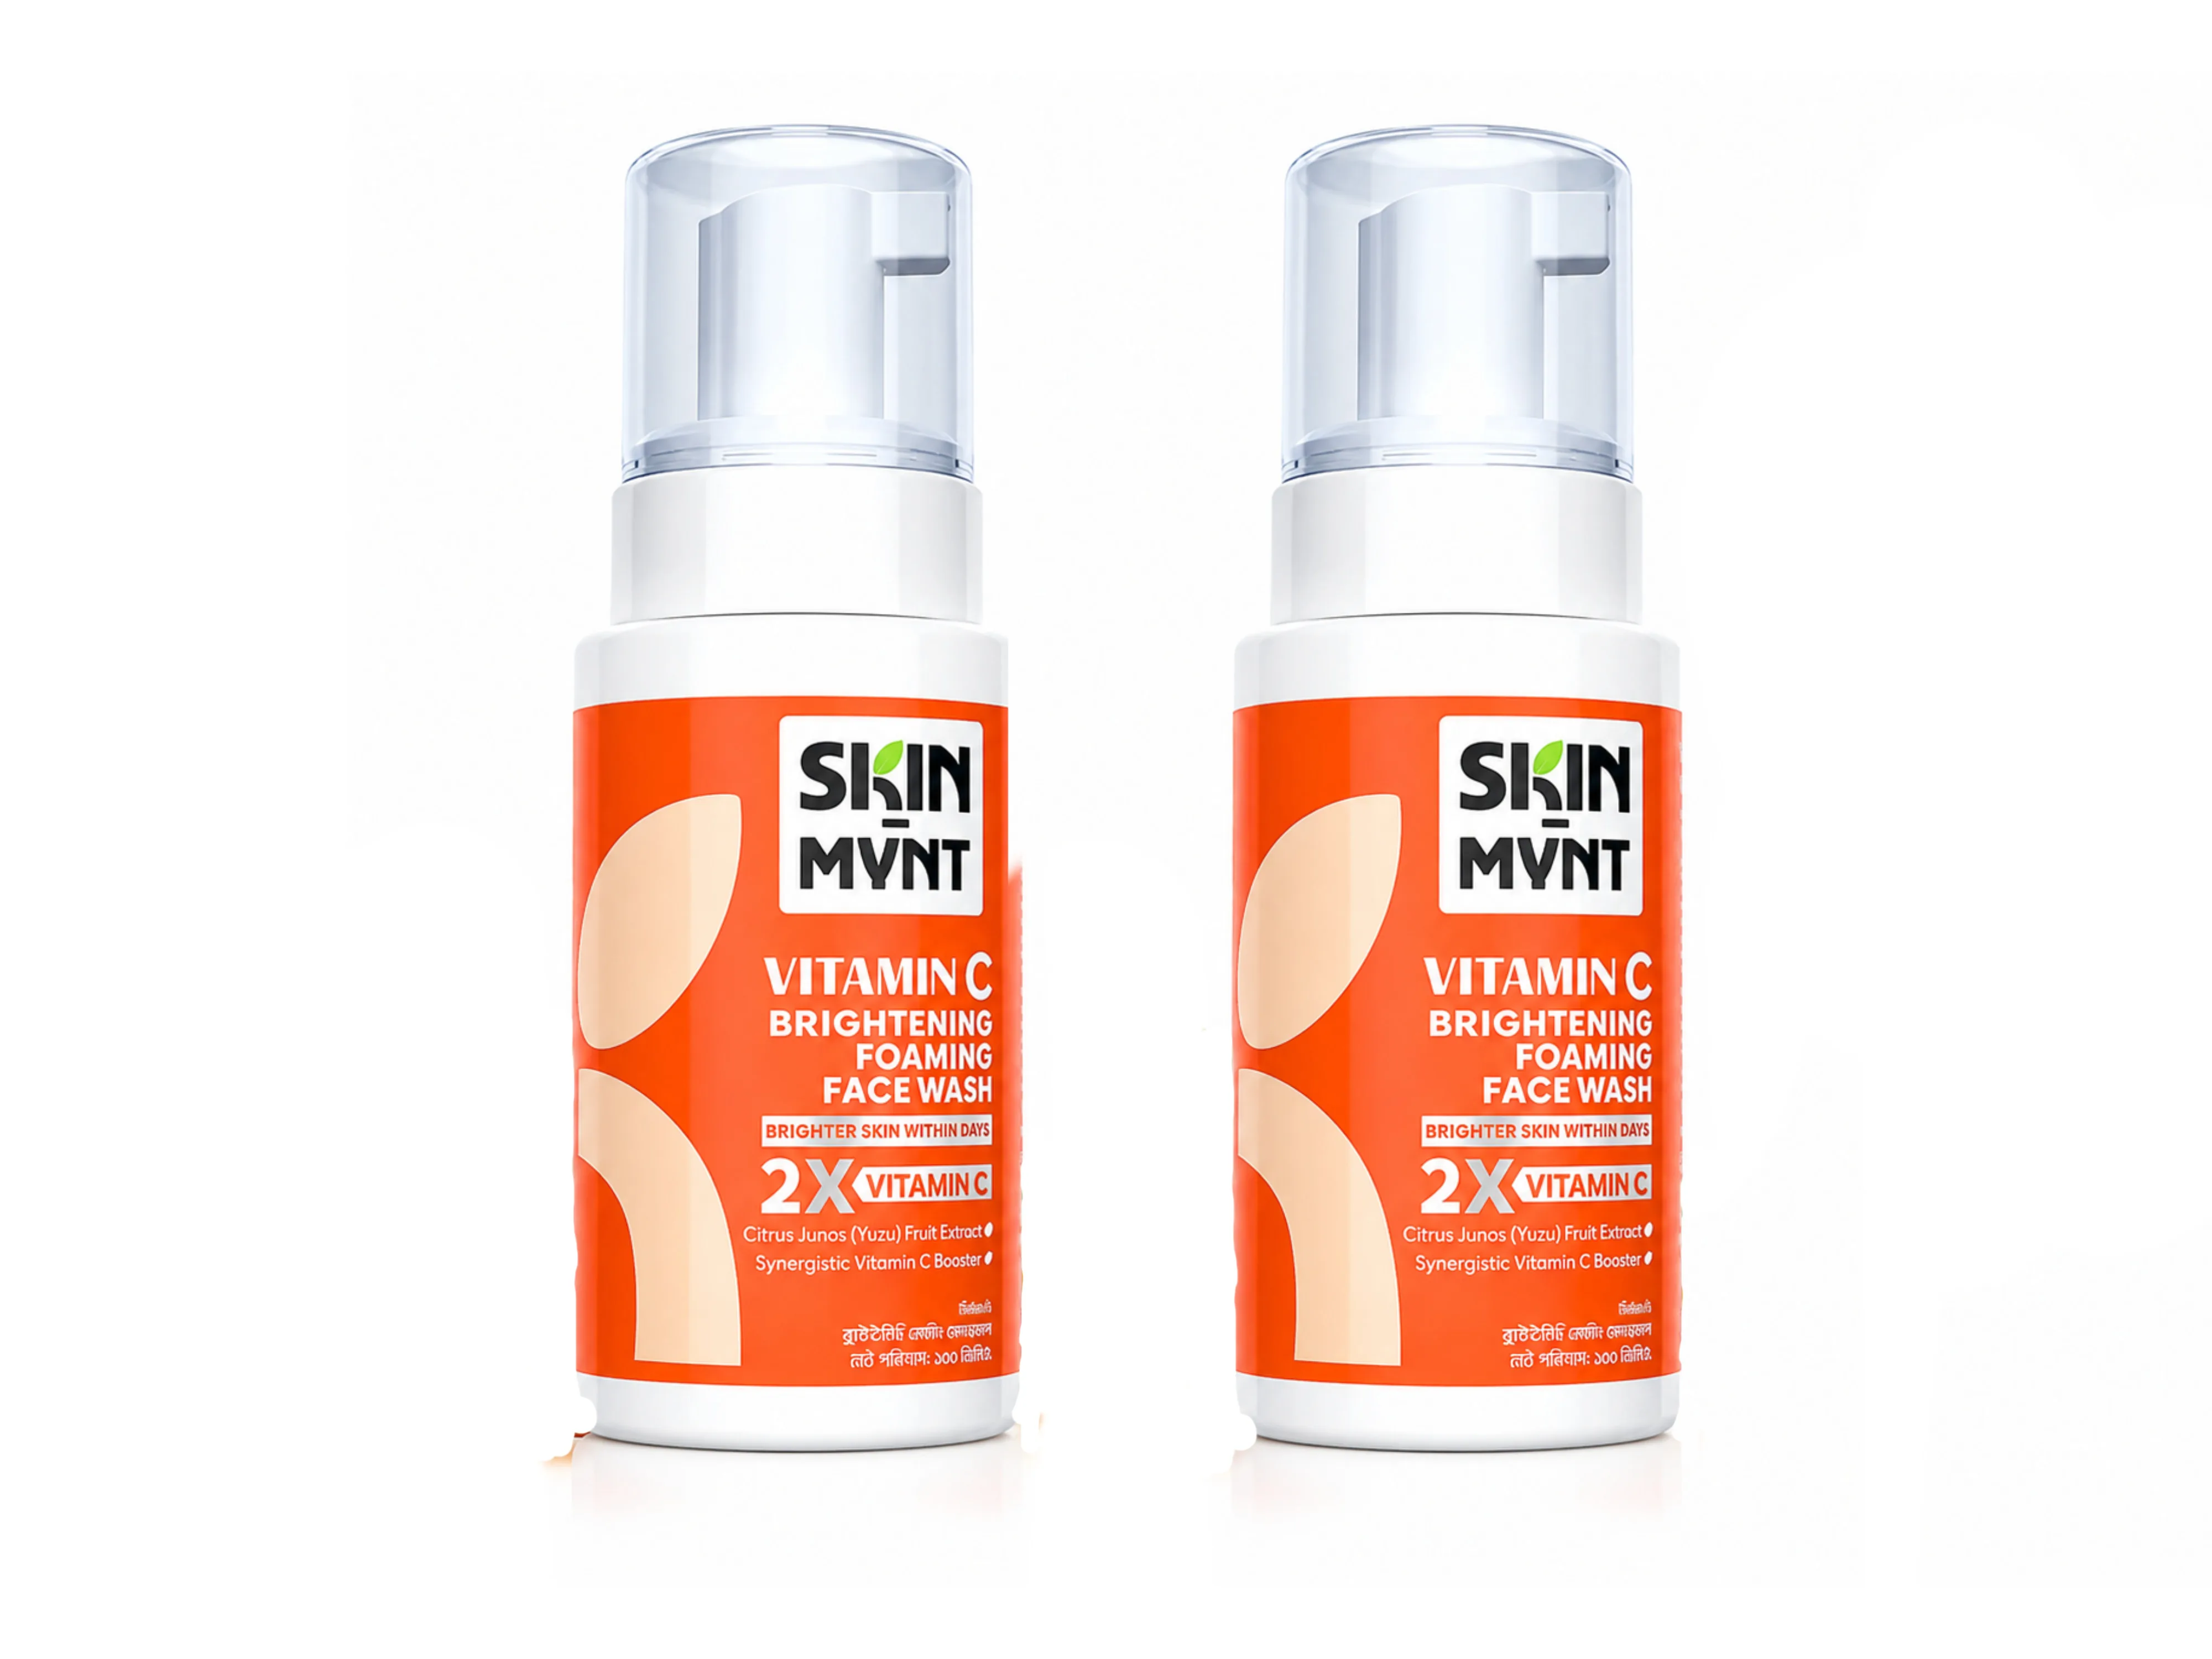 SKIN
MYNT
VITAMIN C
BRIGHTENING
FOAMING
FACE WASH
BRIGHTER SKIN WITHIN DAYS
2X VITAMIN C
Citrus Junos (Yuzu) Fruit Extract
Synergistic Vitamin C Booster
১০০
SKIN
MYNT
VITAMIN C
BRIGHTENING
FOAMING
FACE WASH
BRIGHTER SKIN WITHIN DAYS
2X VITAMIN C
Citrus Junos (Yuzu) Fruit Extract
Synergistic Vitamin C Booster
১০০